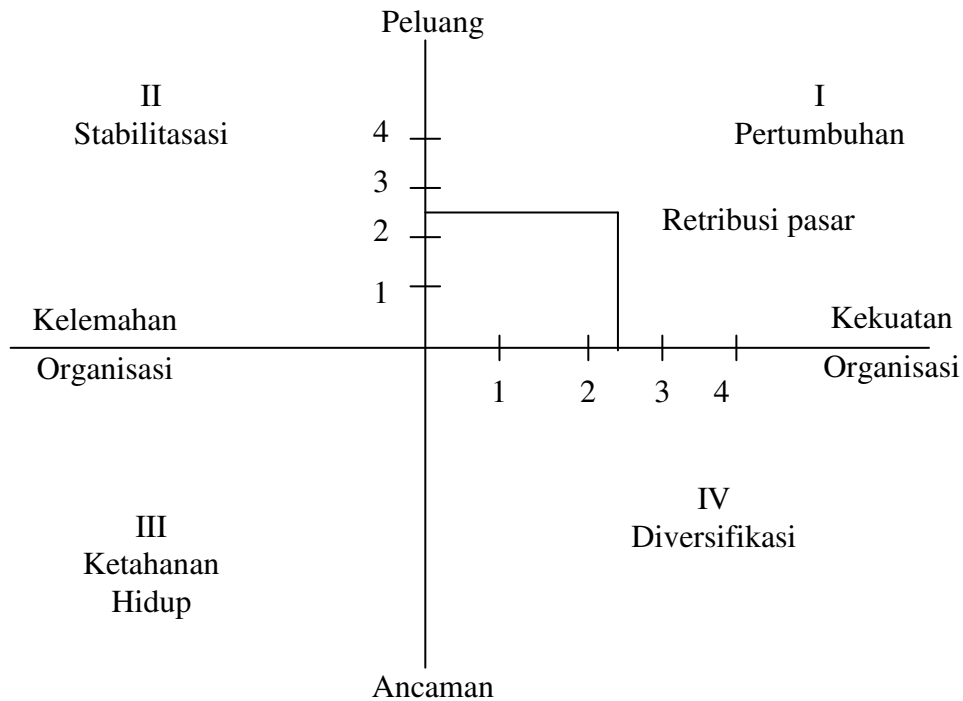 Peluang
II
Stabilitasasi
I
Pertumbuhan
4
3
2
1
Retribusi pasar
Kelemahan
Organisasi
Kekuatan
Organisasi
1 2 3 4
III
Ketahanan
Hidup
IV
Diversifikasi
Ancaman